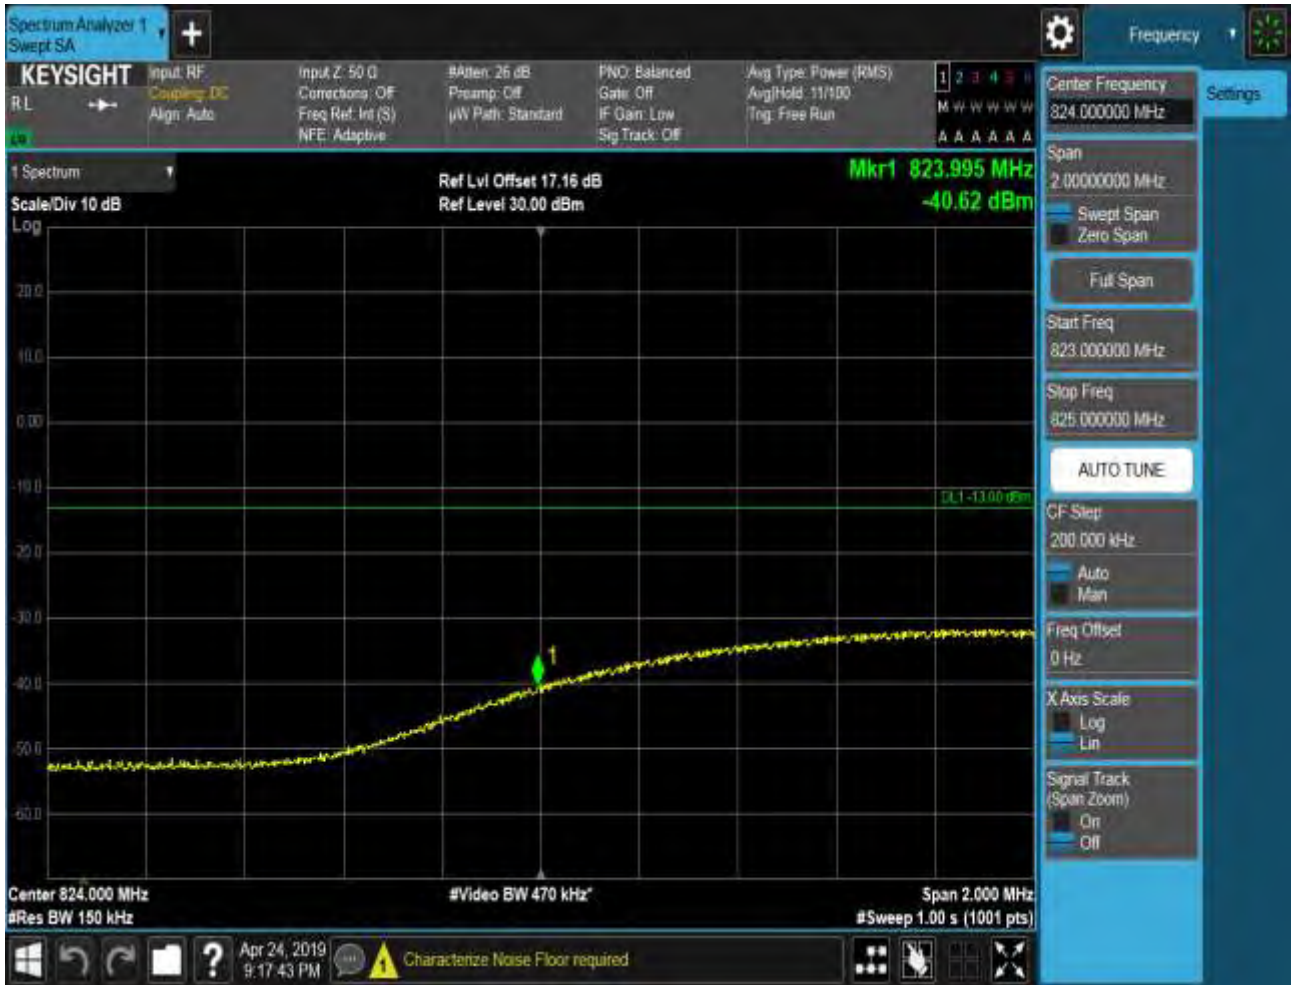 Spectrum Analyzer 1
Swept SA
+
Frequency
KEYSIGHT
Input: RF
Input Z: 50 Ω
#Atten: 26 dB
PNO: Balanced
Avg Type: Power (RMS)
1 2 3 4 5 6
RL
Coupling: DC
Corrections: Off
Preamp: Off
Gate: Off
Avg|Hold: 11/100
M W W W W W
Align: Auto
Freq Ref: Int (S)
µW Path: Standard
IF Gain: Low
Trig: Free Run
NFE: Adaptive
Sig Track: Off
A A A A A A
1 Spectrum
Ref Lvl Offset 17.16 dB
Mkr1 823.995 MHz
Scale/Div 10 dB
Ref Level 30.00 dBm
-40.62 dBm
Log
20.0
10.0
0.00
-10.0
DL1 -13.00 dBm
-20.0
-30.0
1
-40.0
-50.0
-60.0
Center 824.000 MHz
#Video BW 470 kHz*
Span 2.000 MHz
#Res BW 150 kHz
#Sweep 1.00 s (1001 pts)
Center Frequency
824.000000 MHz
Settings
Span
2.00000000 MHz
Swept Span
Zero Span
Full Span
Start Freq
823.000000 MHz
Stop Freq
825.000000 MHz
AUTO TUNE
CF Step
200.000 kHz
Auto
Man
Freq Offset
0 Hz
X Axis Scale
Log
Lin
Signal Track
(Span Zoom)
On
Off
?
Apr 24, 2019
9:17:43 PM
1
Characterize Noise Floor required